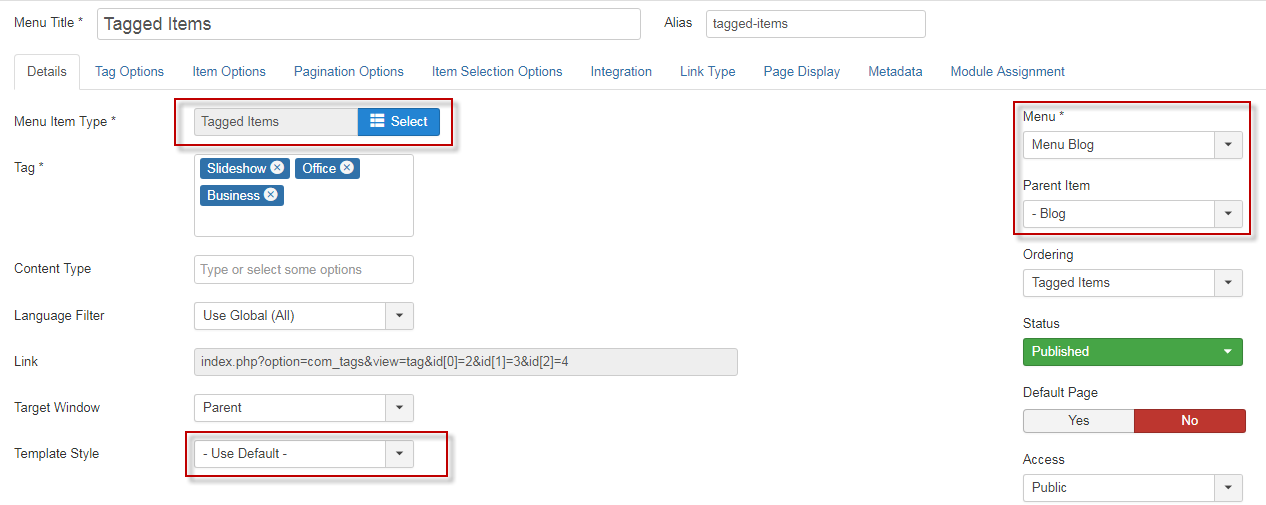 Menu Title * Tagged Items Alias tagged-items
Details Tag Options Item Options Pagination Options Item Selection Options Integration Link Type Page Display Metadata Module Assignment
Menu Item Type * Tagged Items Select
Tag * Slideshow Office
Business
Content Type Type or select some options
Language Filter Use Global (All)
Link index.php?option=com_tags&view=tag&id[0]=2&id[1]=3&id[2]=4
Target Window Parent
Template Style - Use Default -
Menu *
Menu Blog
Parent Item
- Blog
Ordering
Tagged Items
Status
Published
Default Page
Yes No
Access
Public